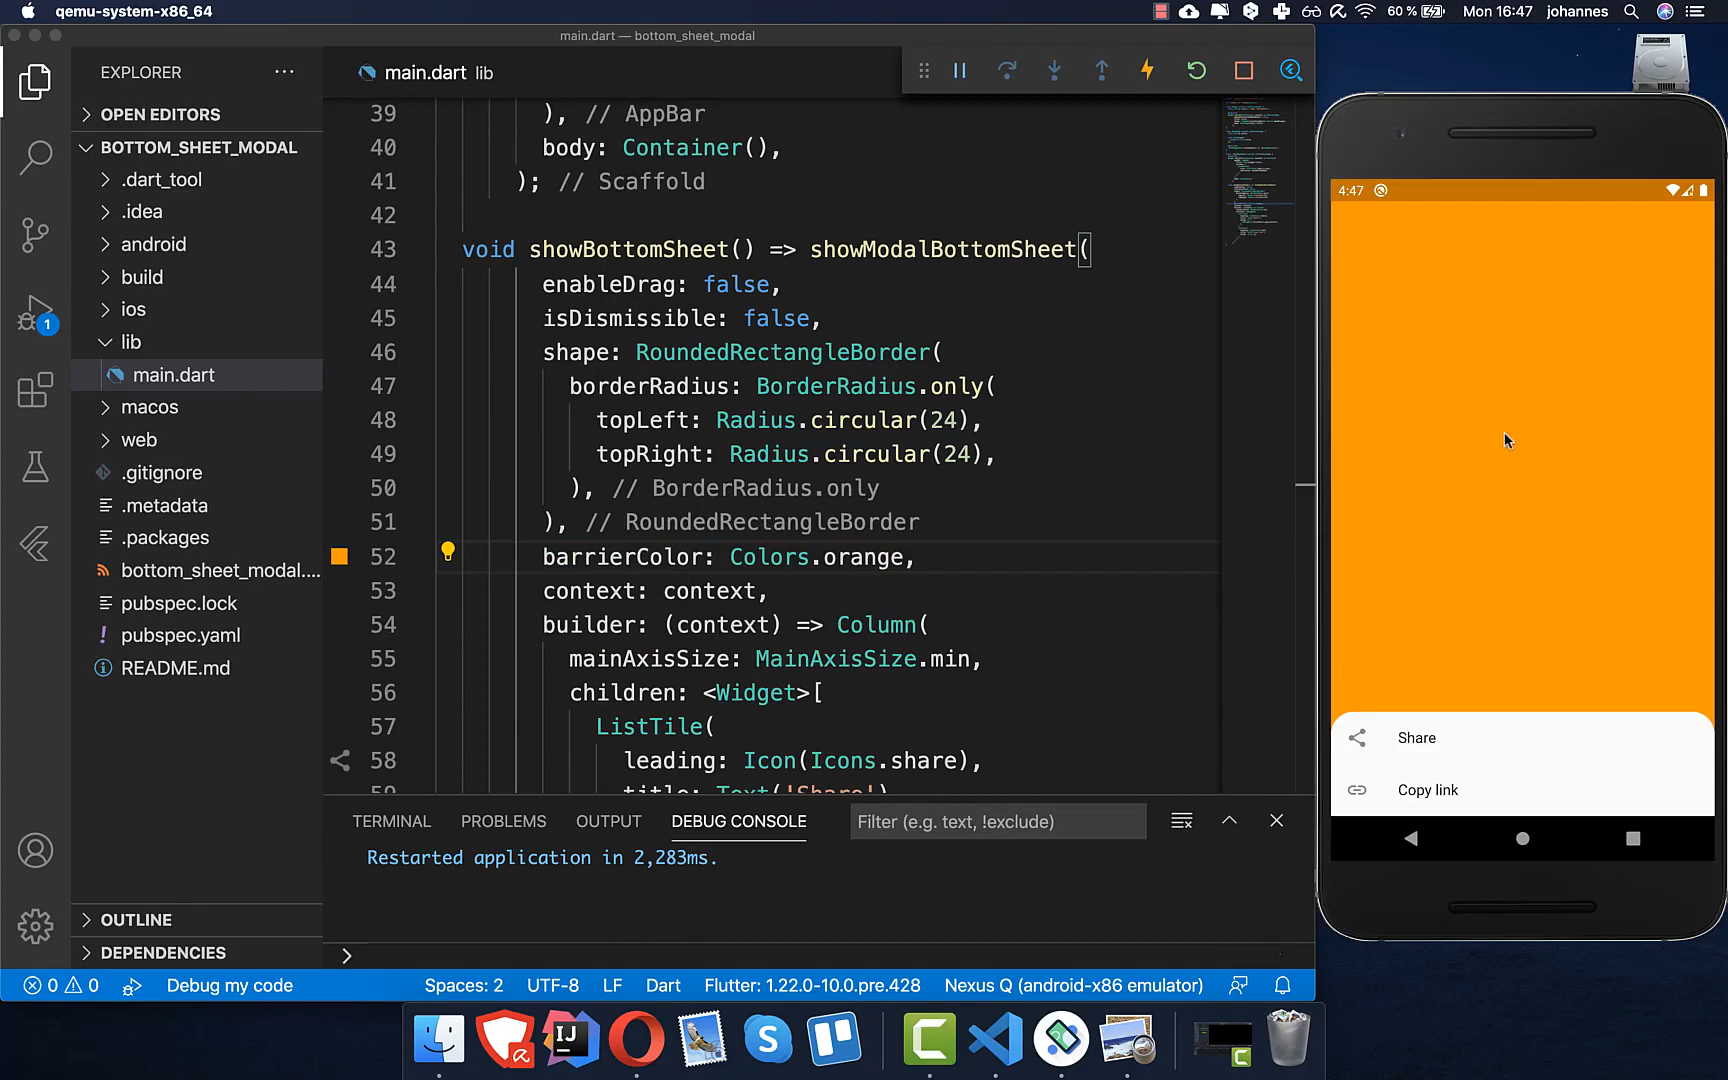 qemu-system-x86_64
60 %
Mon 16:47
johannes
main.dart — bottom_sheet_modal
EXPLORER
OPEN EDITORS
BOTTOM_SHEET_MODAL
.dart_tool
.idea
android
build
ios
lib
main.dart
macos
web
.gitignore
.metadata
.packages
bottom_sheet_modal....
pubspec.lock
! pubspec.yaml
README.md
OUTLINE
DEPENDENCIES
1
main.dart lib
39 ), // AppBar
40 body: Container(),
41 ); // Scaffold
42
43 void showBottomSheet() => showModalBottomSheet(
44 enableDrag: false,
45 isDismissible: false,
46 shape: RoundedRectangleBorder(
47 borderRadius: BorderRadius.only(
48 topLeft: Radius.circular(24),
49 topRight: Radius.circular(24),
50 ), // BorderRadius.only
51 ), // RoundedRectangleBorder
52 barrierColor: Colors.orange,
53 context: context,
54 builder: (context) => Column(
55 mainAxisSize: MainAxisSize.min,
56 children: <Widget>[
57 ListTile(
58 leading: Icon(Icons.share),
59 title: Text('Share')
TERMINAL
PROBLEMS
OUTPUT
DEBUG CONSOLE
Filter (e.g. text, !exclude)
Restarted application in 2,283ms.
0 0
Debug my code
Spaces: 2
UTF-8
LF
Dart
Flutter: 1.22.0-10.0.pre.428
Nexus Q (android-x86 emulator)
4:47
Share
Copy link
IJ